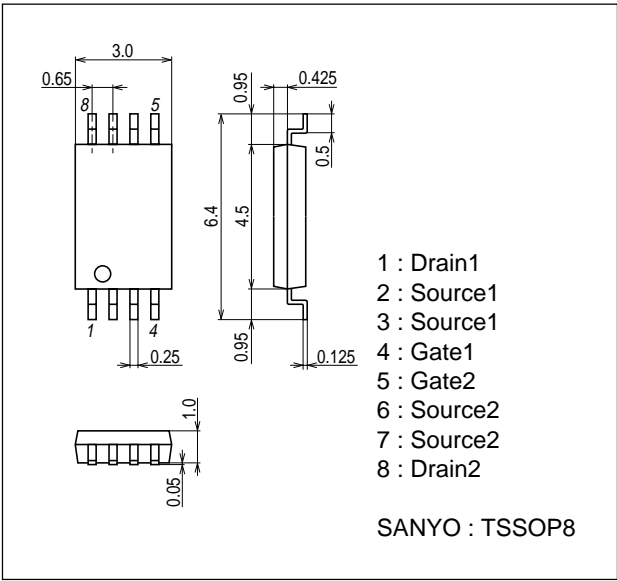 3.0
0.65
8
5
1
4
0.25
0.95
0.425
0.5
6.4
4.5
0.95
0.125
1.0
0.05
1 : Drain1
2 : Source1
3 : Source1
4 : Gate1
5 : Gate2
6 : Source2
7 : Source2
8 : Drain2
SANYO : TSSOP8